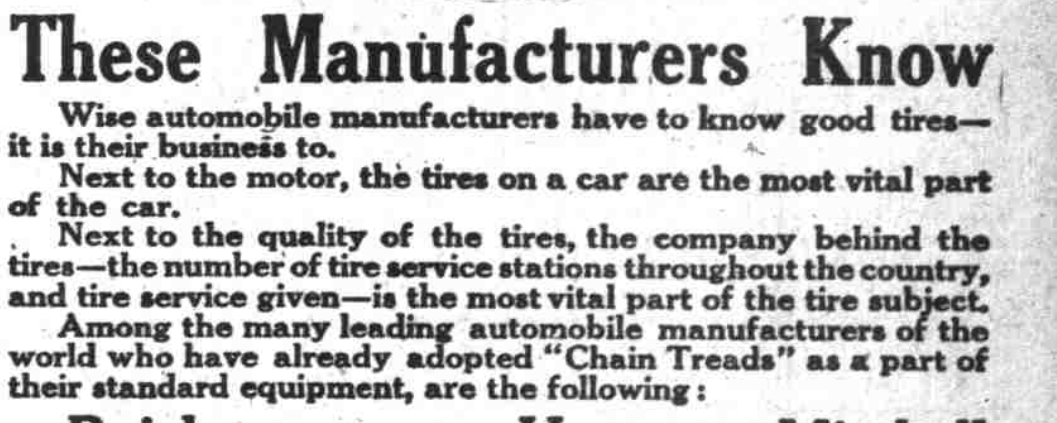 These Manufacturers Know
Wise automobile manufacturers have to know good tires—
it is their business to.
Next to the motor, the tires on a car are the most vital part
of the car.
Next to the quality of the tires, the company behind the
tires—the number of tire service stations throughout the country,
and tire service given—is the most vital part of the tire subject.
Among the many leading automobile manufacturers of the
world who have already adopted "Chain Treads" as a part of
their standard equipment, are the following: